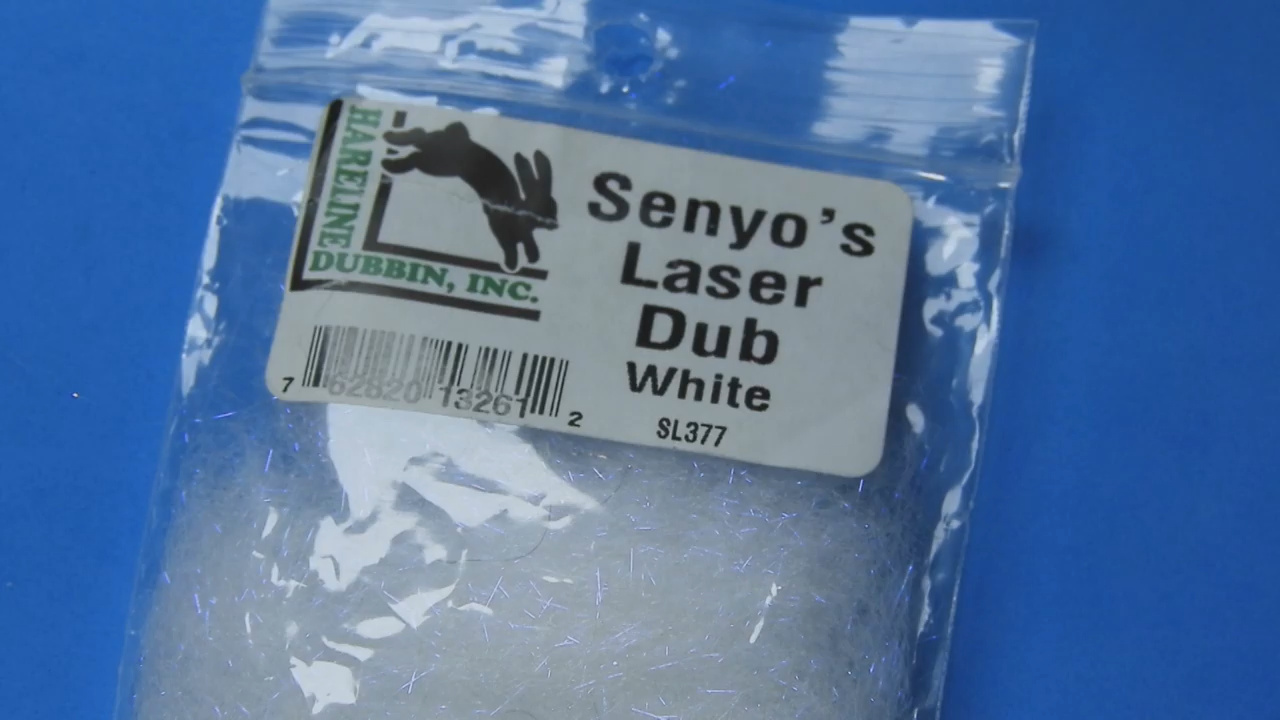 HARELINE
DUBBIN, INC.
Senyo's
Laser
Dub
White
SL377
7 62820 13261 2